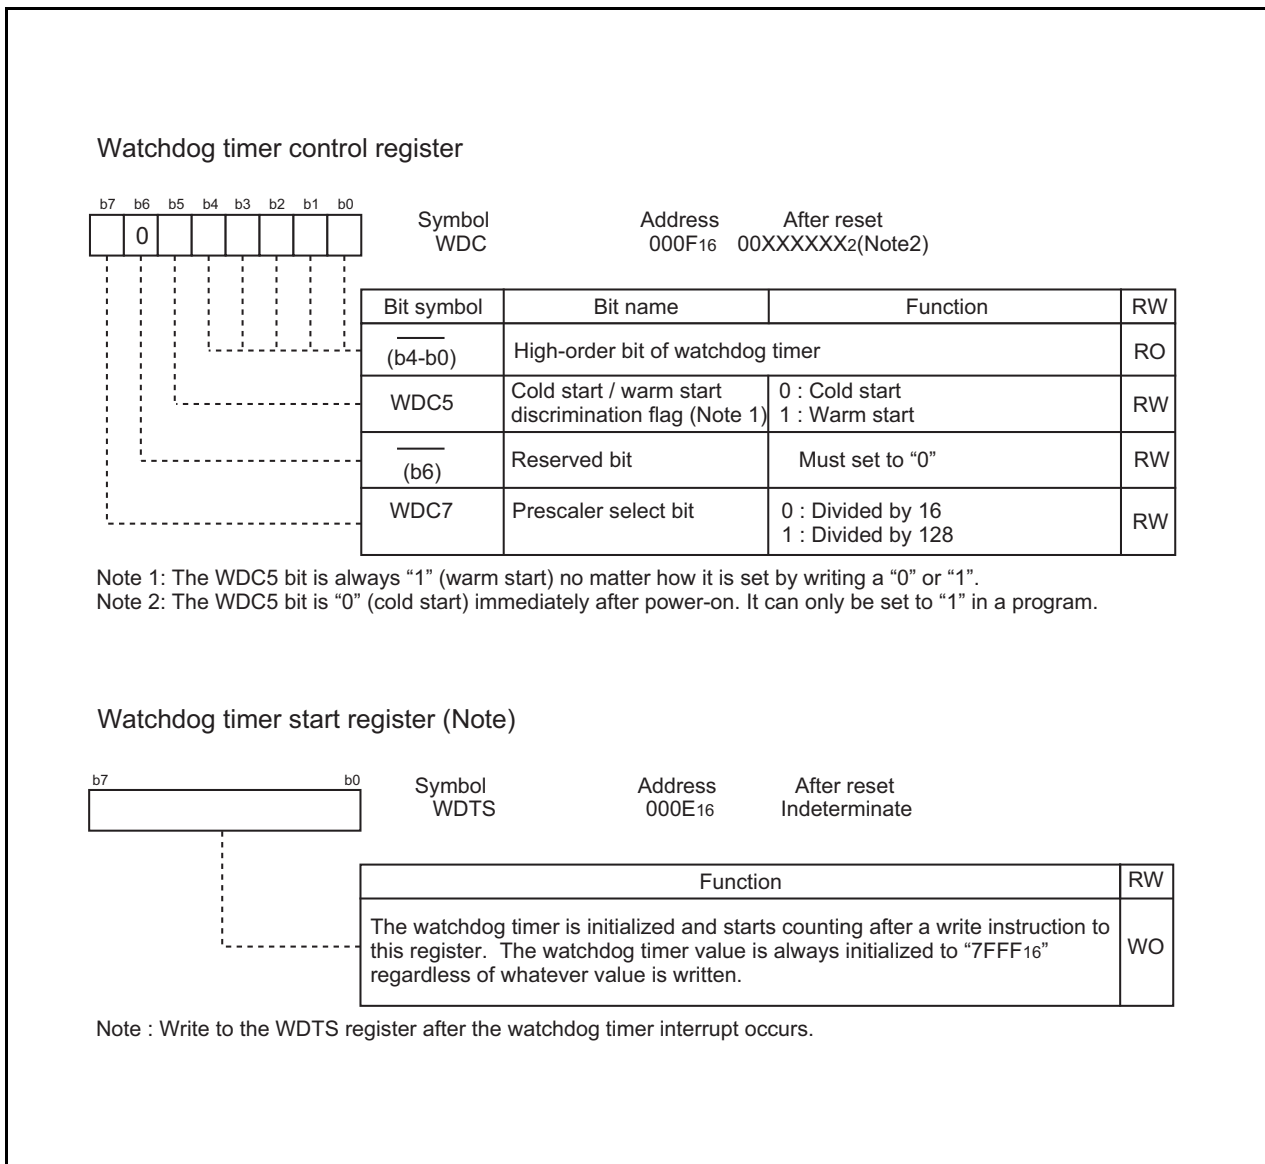 Watchdog timer control register
b7 b6 b5 b4 b3 b2 b1 b0
0
Symbol Address After reset
WDC 000F16 00XXXXXX2(Note2)
Bit symbol Bit name Function RW
(b4-b0) High-order bit of watchdog timer RO
WDC5 Cold start / warm start discrimination flag (Note 1) 0 : Cold start 1 : Warm start RW
(b6) Reserved bit Must set to “0” RW
WDC7 Prescaler select bit 0 : Divided by 16 1 : Divided by 128 RW
Note 1: The WDC5 bit is always “1” (warm start) no matter how it is set by writing a “0” or “1”.
Note 2: The WDC5 bit is “0” (cold start) immediately after power-on. It can only be set to “1” in a program.
Watchdog timer start register (Note)
b7 b0
Symbol Address After reset
WDTS 000E16 Indeterminate
Function RW
The watchdog timer is initialized and starts counting after a write instruction to
this register. The watchdog timer value is always initialized to “7FFF16”
regardless of whatever value is written.
WO
Note : Write to the WDTS register after the watchdog timer interrupt occurs.